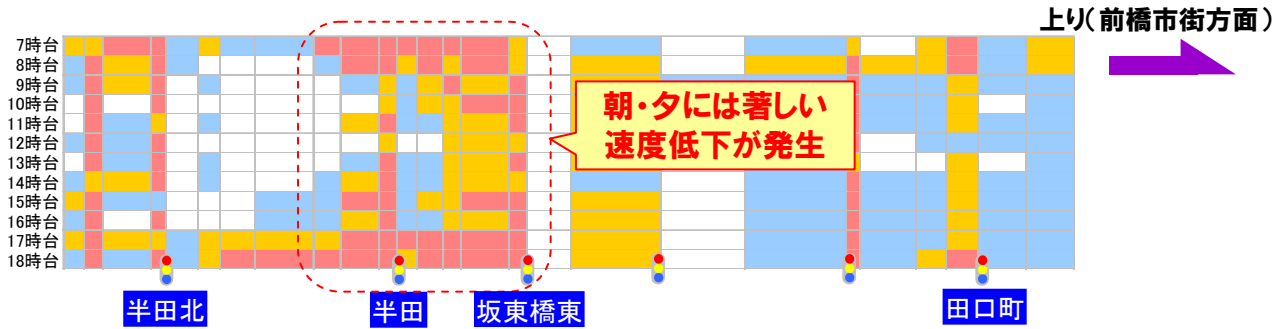 上り(前橋市街方面)
7時台
8時台
9時台
10時台
11時台
12時台
13時台
14時台
15時台
16時台
17時台
18時台
朝・夕には著しい
速度低下が発生
半田北
半田
坂東橋東
田口町